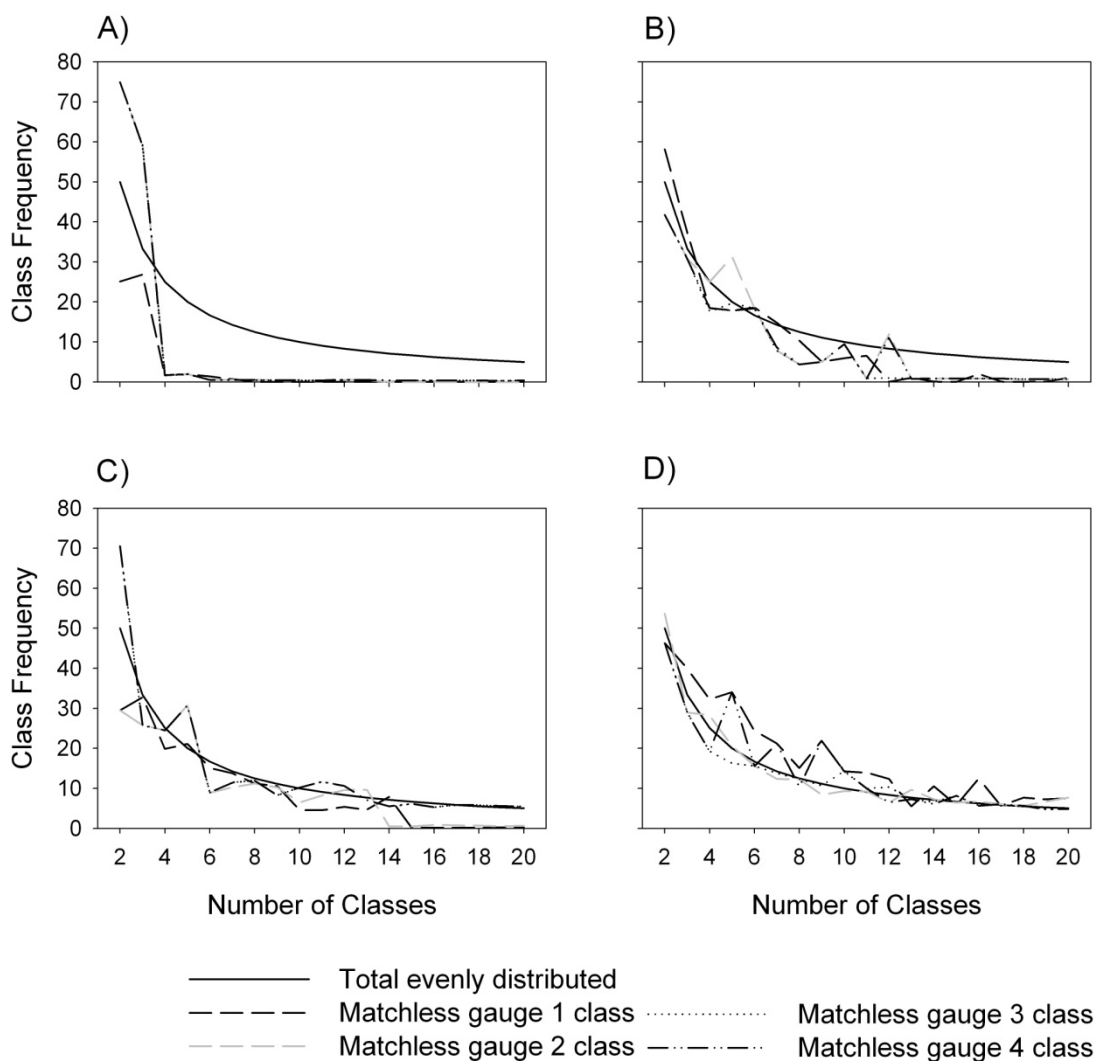 A)
B)
80
70
60
50
40
30
20
10
0
Class Frequency
C)
D)
80
70
60
50
40
30
20
10
0
Class Frequency
2 4 6 8 10 12 14 16 18 20
2 4 6 8 10 12 14 16 18 20
Number of Classes
Number of Classes
Total evenly distributed
Matchless gauge 1 class
Matchless gauge 2 class
Matchless gauge 3 class
Matchless gauge 4 class